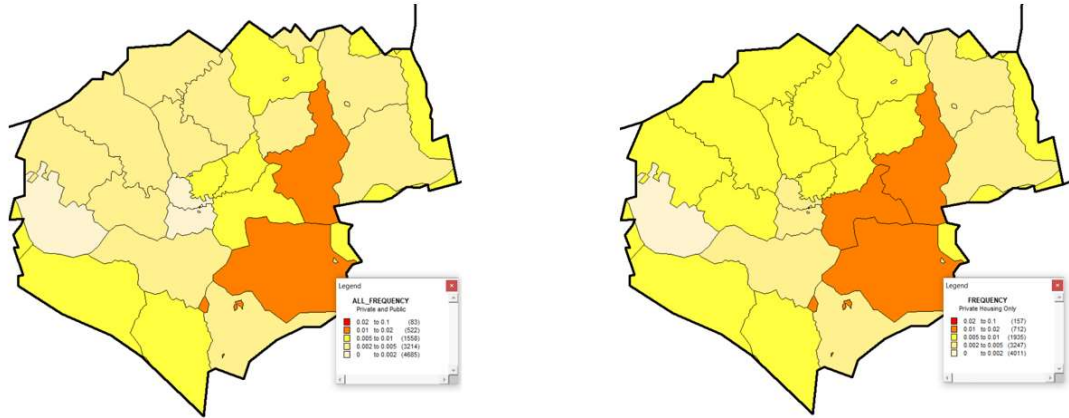 Legend
ALL_FREQUENCY
Private and Public
0.02 to 0.1 (83)
0.01 to 0.02 (522)
0.005 to 0.01 (1558)
0.002 to 0.005 (3214)
0 to 0.002 (4685)
Legend
FREQUENCY
Private Housing Only
0.02 to 0.1 (157)
0.01 to 0.02 (712)
0.005 to 0.01 (1935)
0.002 to 0.005 (3247)
0 to 0.002 (4011)